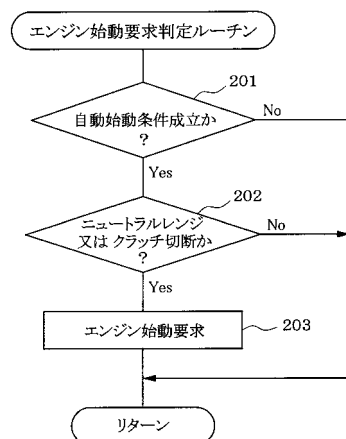 エンジン始動要求判定ルーチン
201
自動始動条件成立か
?
No
Yes
202
ニュートラルレンジ
又は クラッチ切断か
?
No
Yes
エンジン始動要求
203
リターン